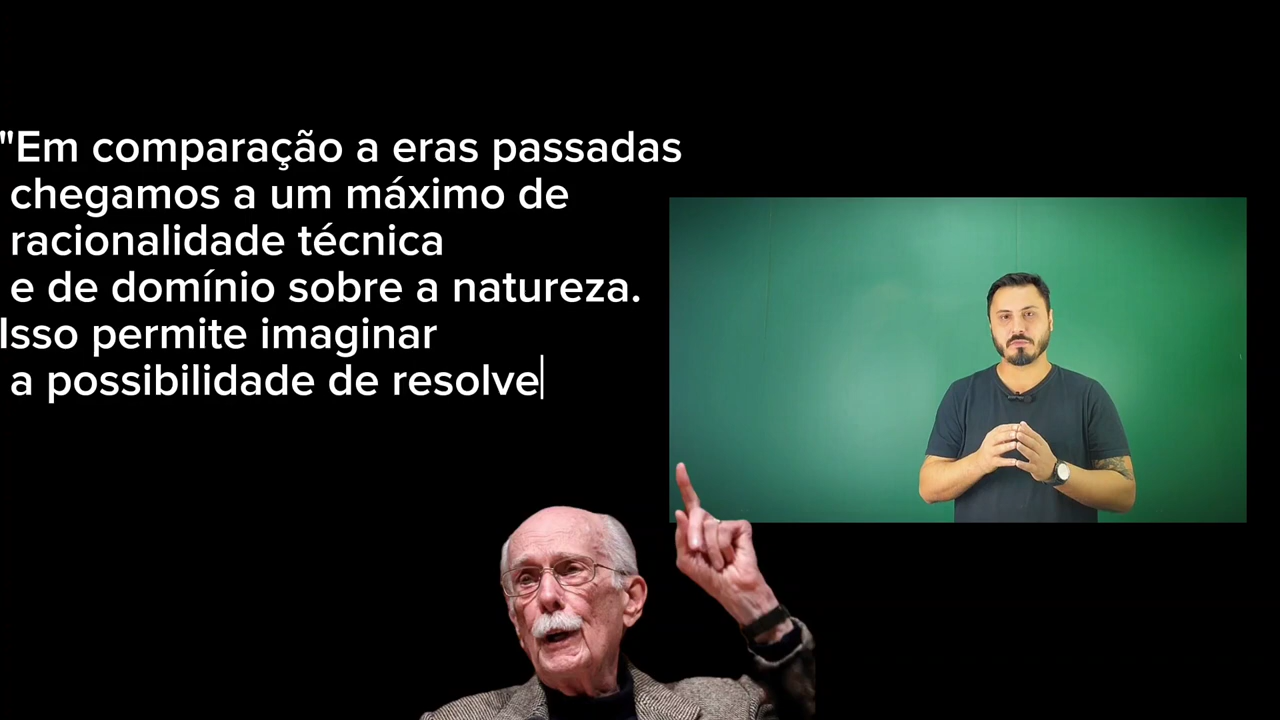 "Em comparação a eras passadas
chegamos a um máximo de
racionalidade técnica
e de domínio sobre a natureza.
Isso permite imaginar
a possibilidade de resolve